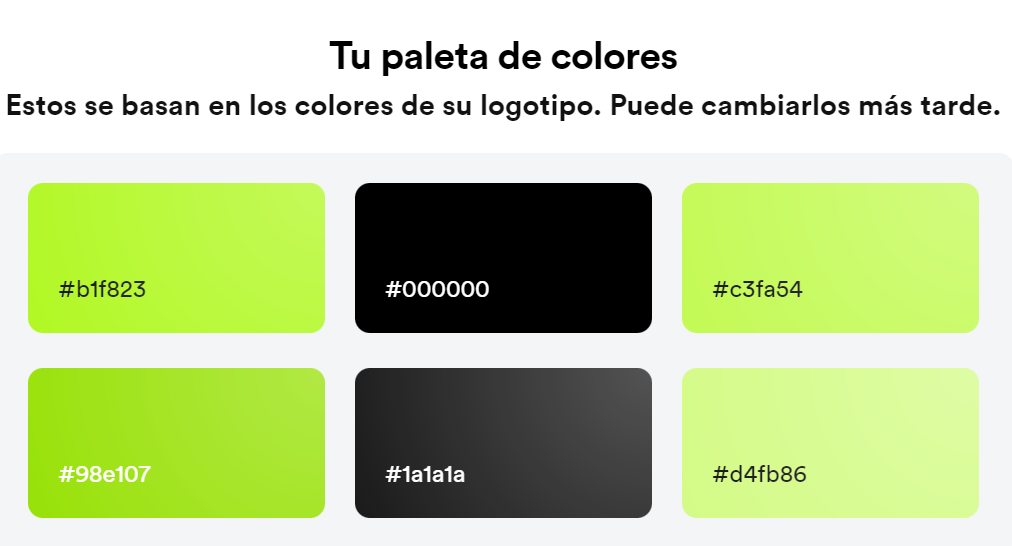 Tu paleta de colores
Estos se basan en los colores de su logotipo. Puede cambiarlos más tarde.
#b1f823
#000000
#c3fa54
#98e107
#1a1a1a
#d4fb86